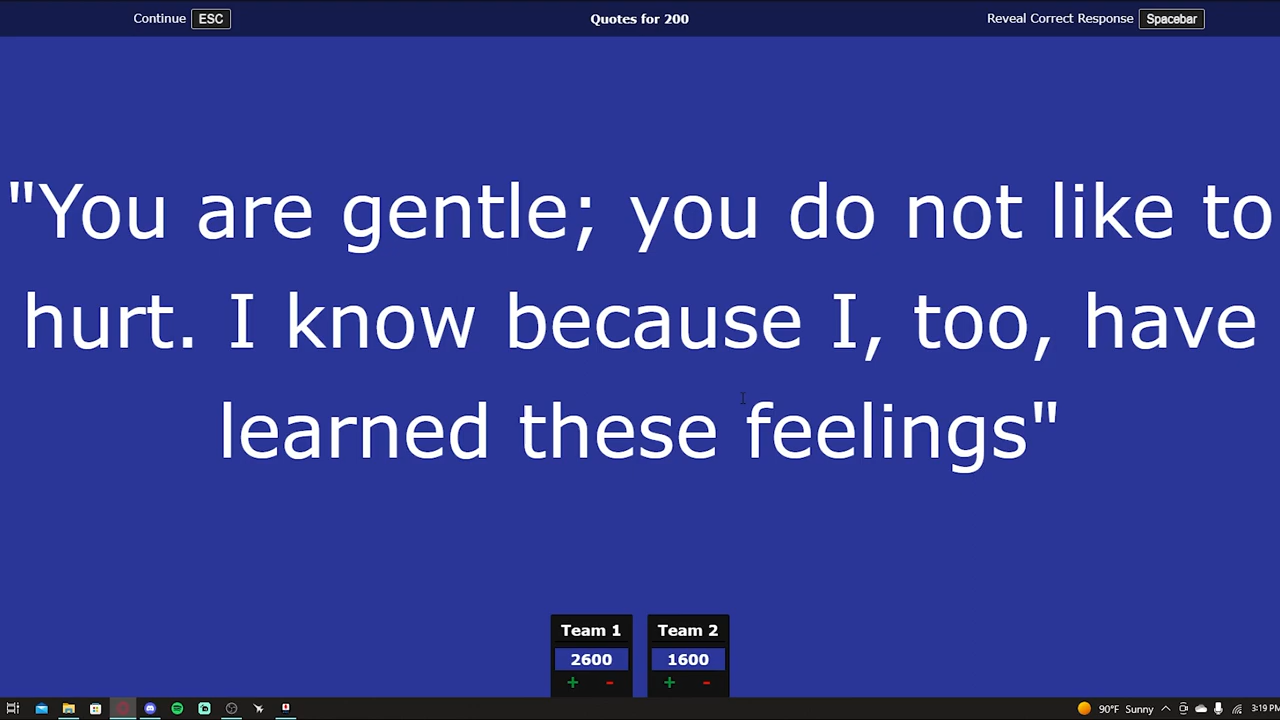 Continue ESC Quotes for 200 Reveal Correct Response Spacebar
"You are gentle; you do not like to
hurt. I know because I, too, have
learned these feelings"
Team 1 Team 2
2600 1600
+ - + -
90°F Sunny 3:19 PM